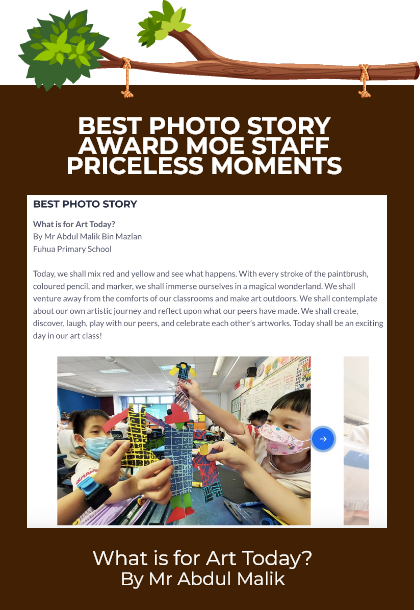 BEST PHOTO STORY
AWARD MOE STAFF
PRICELESS MOMENTS
BEST PHOTO STORY
What is for Art Today?
By Mr Abdul Malik Bin Mazlan
Fuhua Primary School
Today, we shall mix red and yellow and see what happens. With every stroke of the paintbrush,
coloured pencil, and marker, we shall immerse ourselves in a magical wonderland. We shall
venture away from the comforts of our classrooms and make art outdoors. We shall contemplate
about our own artistic journey and reflect upon what our peers have made. We shall create,
discover, laugh, play with our peers, and celebrate each other's artworks. Today shall be an exciting
day in our art class!
What is for Art Today?
By Mr Abdul Malik